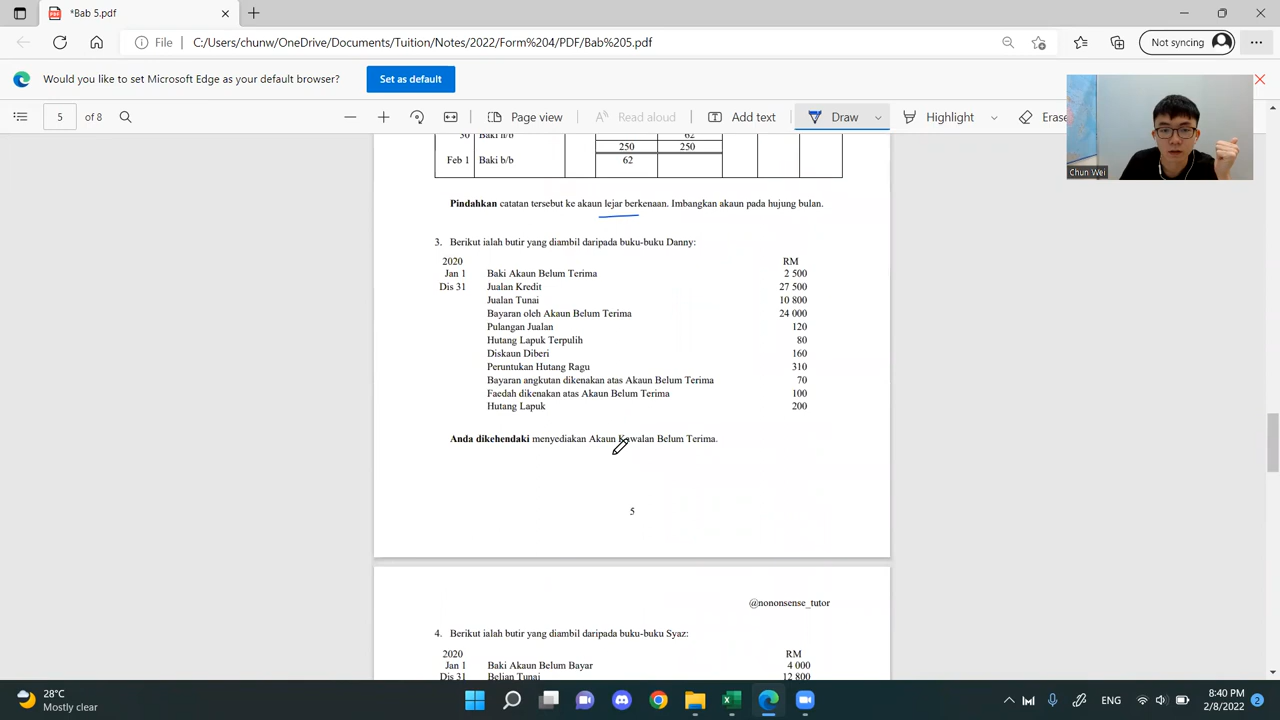 *Bab 5.pdf
File C:/Users/chunw/OneDrive/Documents/Tuition/Notes/2022/Form%204/PDF/Bab%205.pdf
Not syncing
Would you like to set Microsoft Edge as your default browser? Set as default
5 of 8 Page view Read aloud Add text Draw Highlight Erase
Chun Wei
30 Baki h/b 62
250 250
Feb 1 Baki b/b 62
Pindahkan catatan tersebut ke akaun lejar berkenaan. Imbangkan akaun pada hujung bulan.
3. Berikut ialah butir yang diambil daripada buku-buku Danny:
2020 RM
Jan 1 Baki Akaun Belum Terima 2 500
Dis 31 Jualan Kredit 27 500
Jualan Tunai 10 800
Bayaran oleh Akaun Belum Terima 24 000
Pulangan Jualan 120
Hutang Lapuk Terpulih 80
Diskaun Diberi 160
Peruntukan Hutang Ragu 310
Bayaran angkutan dikenakan atas Akaun Belum Terima 70
Faedah dikenakan atas Akaun Belum Terima 100
Hutang Lapuk 200
Anda dikehendaki menyediakan Akaun Kawalan Belum Terima.
5
@nononsense_tutor
4. Berikut ialah butir yang diambil daripada buku-buku Syaz:
2020 RM
Jan 1 Baki Akaun Belum Bayar 4 000
Dis 31 Belian Tunai 12 800
28°C
Mostly clear
ENG
8:40 PM
2/8/2022
2